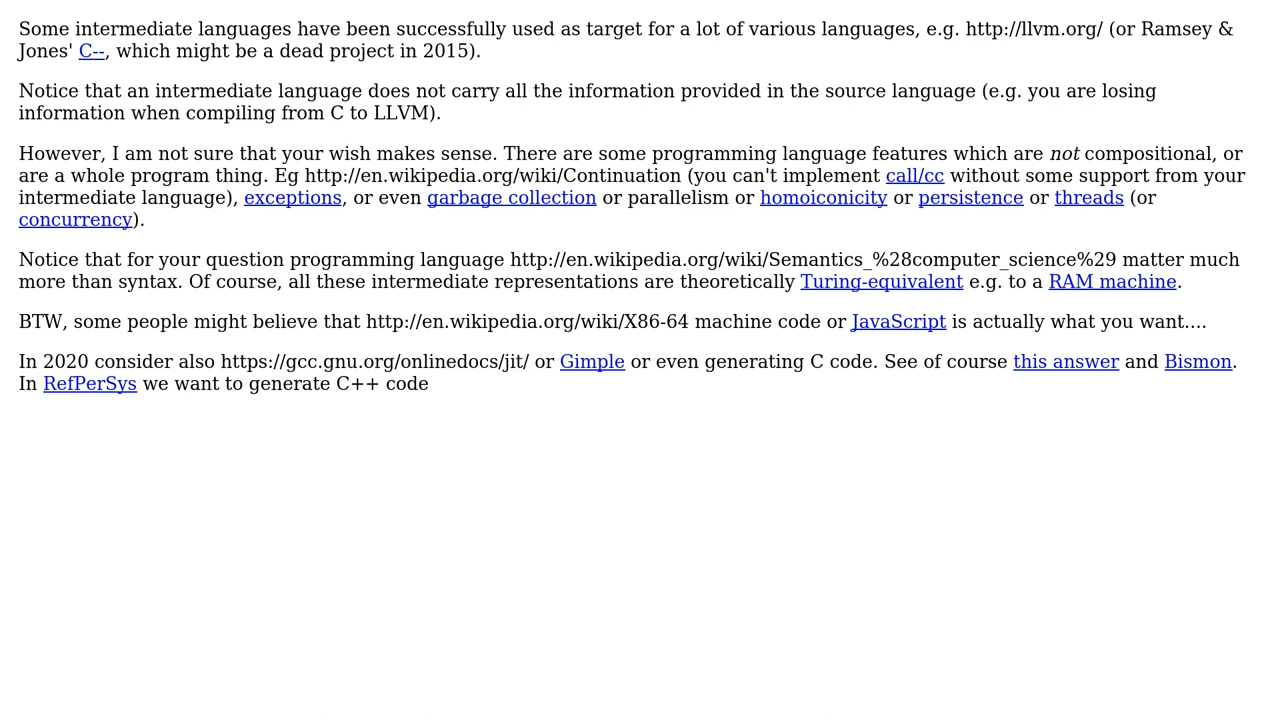 Some intermediate languages have been successfully used as target for a lot of various languages, e.g. http://llvm.org/ (or Ramsey &
Jones' C--, which might be a dead project in 2015).
Notice that an intermediate language does not carry all the information provided in the source language (e.g. you are losing
information when compiling from C to LLVM).
However, I am not sure that your wish makes sense. There are some programming language features which are not compositional, or
are a whole program thing. Eg http://en.wikipedia.org/wiki/Continuation (you can't implement call/cc without some support from your
intermediate language), exceptions, or even garbage collection or parallelism or homoiconicity or persistence or threads (or
concurrency).
Notice that for your question programming language http://en.wikipedia.org/wiki/Semantics_%28computer_science%29 matter much
more than syntax. Of course, all these intermediate representations are theoretically Turing-equivalent e.g. to a RAM machine.
BTW, some people might believe that http://en.wikipedia.org/wiki/X86-64 machine code or JavaScript is actually what you want....
In 2020 consider also https://gcc.gnu.org/onlinedocs/jit/ or Gimple or even generating C code. See of course this answer and Bismon.
In RefPerSys we want to generate C++ code